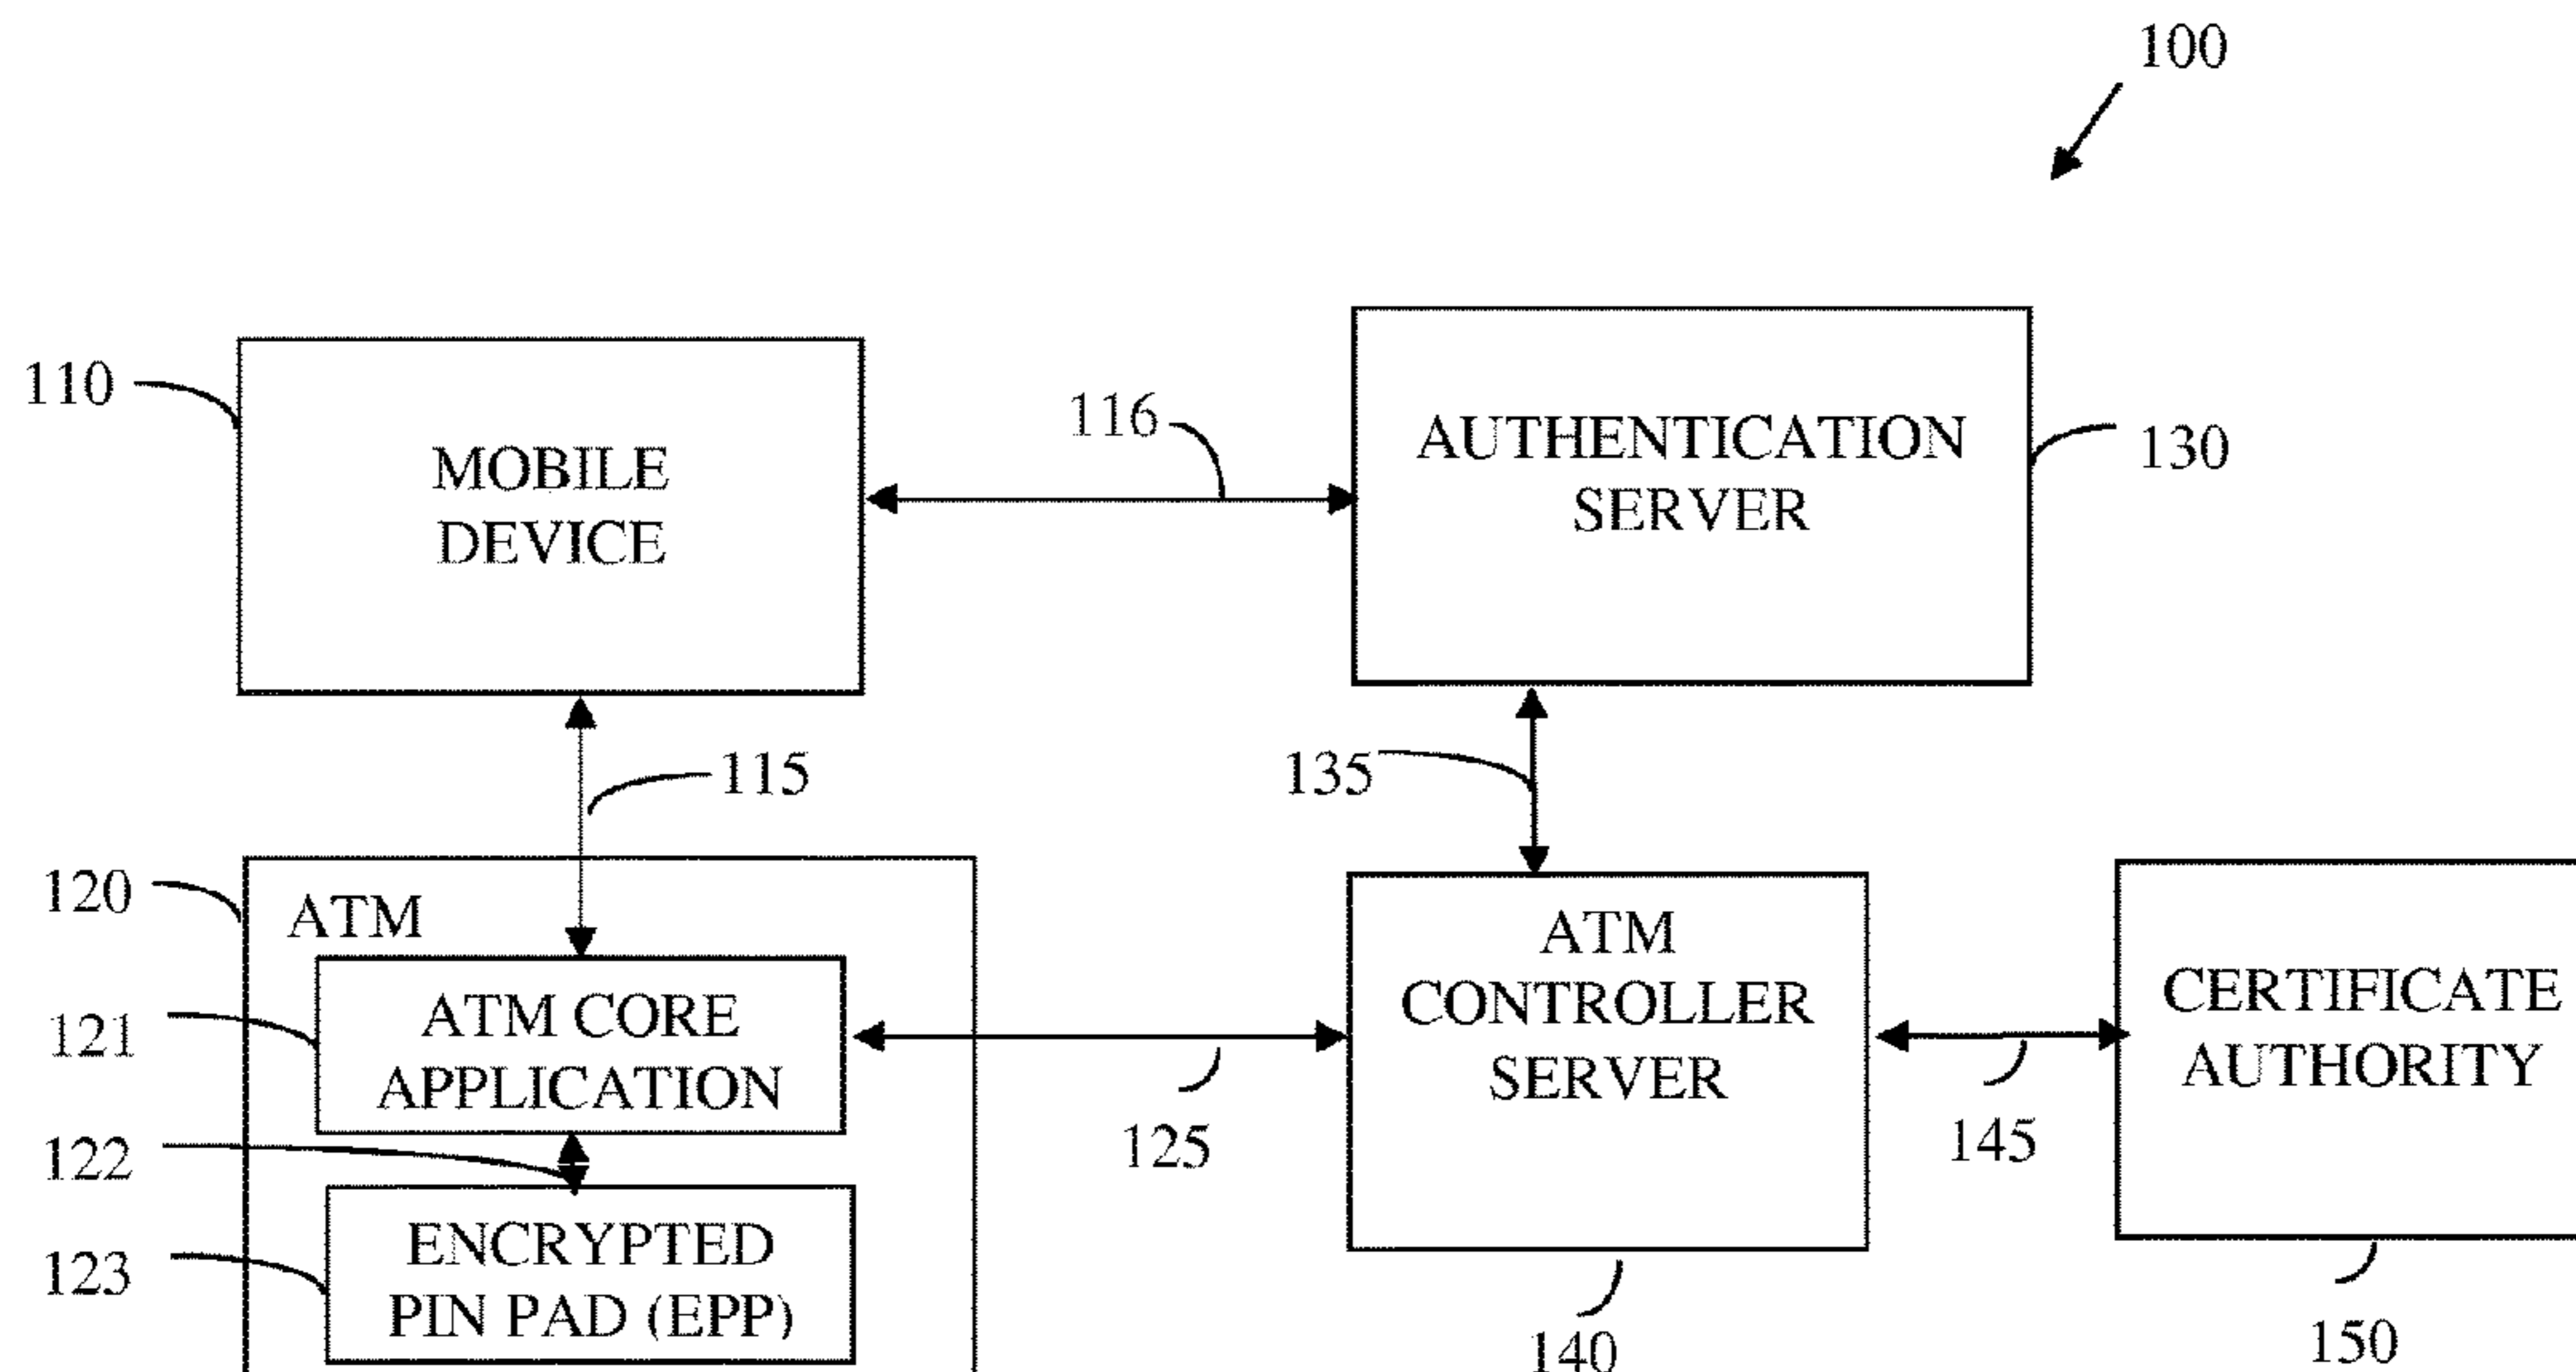 100
110
MOBILE
DEVICE
116
AUTHENTICATION
SERVER
130
115
135
120
ATM
121
ATM CORE
APPLICATION
122
123
ENCRYPTED
PIN PAD (EPP)
125
ATM
CONTROLLER
SERVER
140
145
CERTIFICATE
AUTHORITY
150